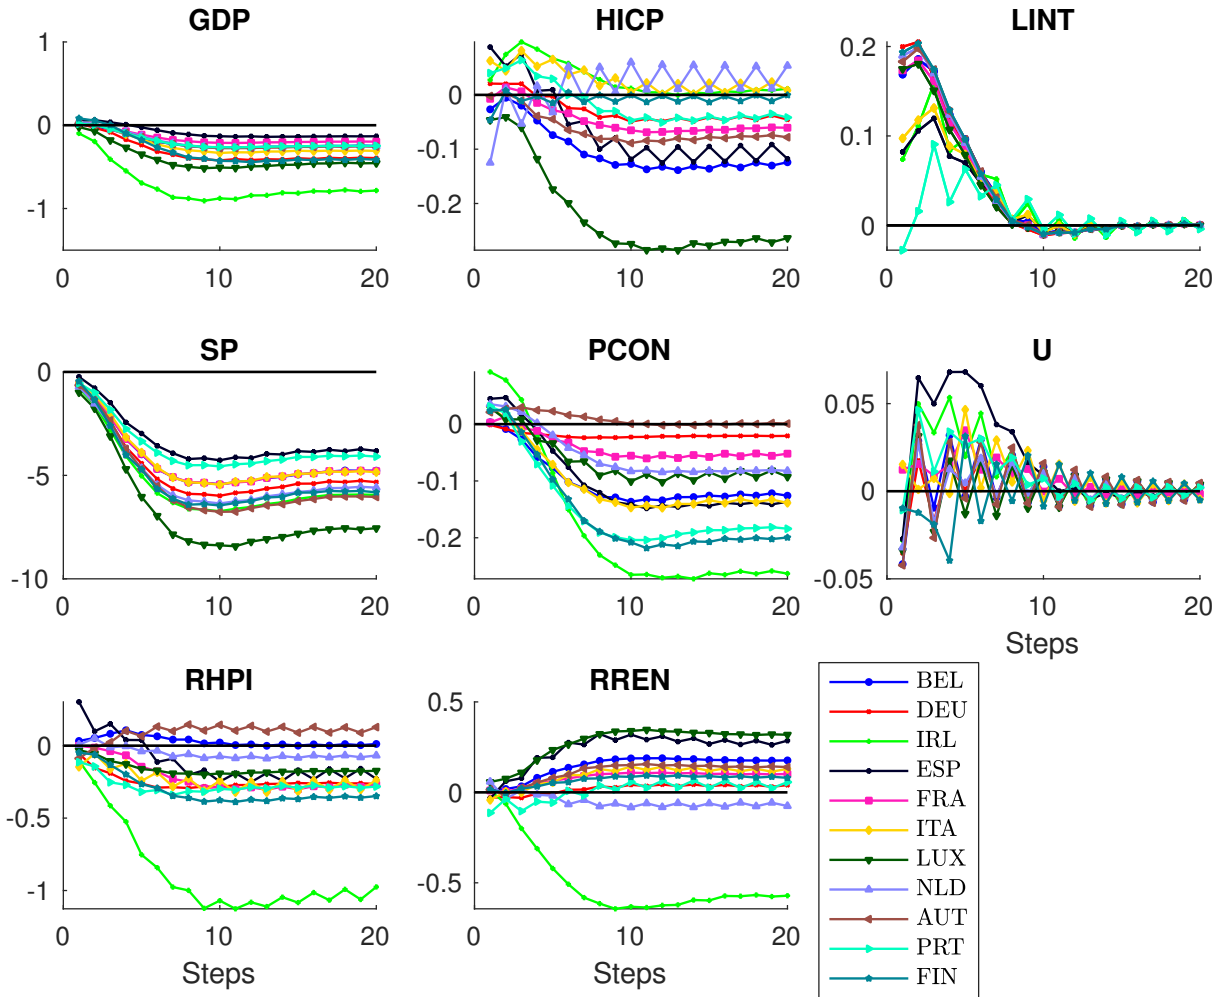 GDP
HICP
LINT
1
0
-1
0
10
20
0
-0.1
-0.2
0
10
20
0.2
0.1
0
0
10
20
SP
PCON
U
0
-5
-10
0
10
20
0
-0.1
-0.2
0
10
20
0.05
0
-0.05
0
10
20
Steps
RHPI
RREN
0
-0.5
-1
0
10
20
Steps
0.5
0
-0.5
0
10
20
Steps
BEL
DEU
IRL
ESP
FRA
ITA
LUX
NLD
AUT
PRT
FIN